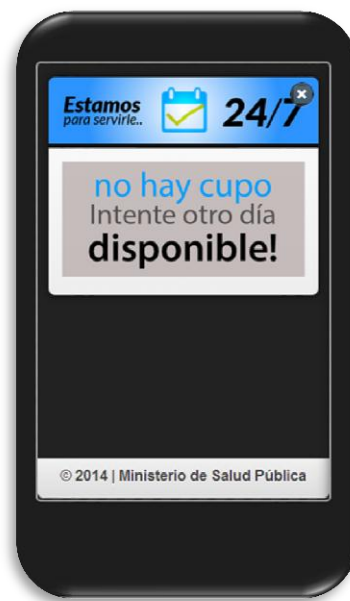 Estamos
para servirle..
24/7
no hay cupo
Intente otro día
disponible!
© 2014 | Ministerio de Salud Pública